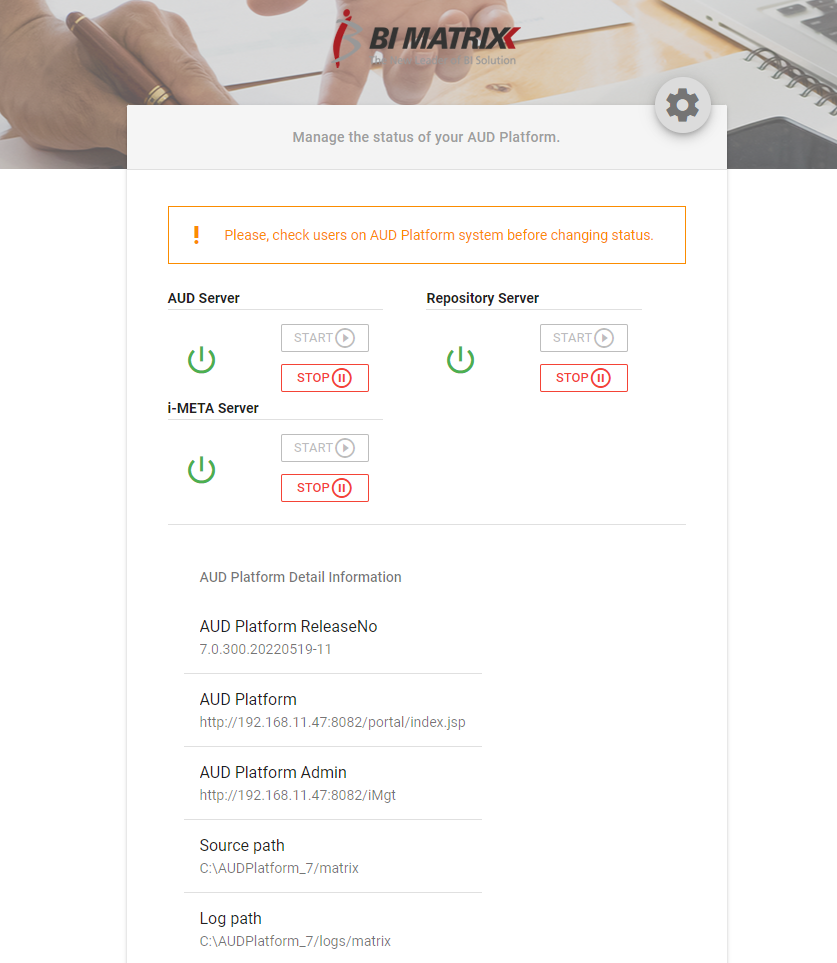 BI MATRIX
BI Solution
Manage the status of your AUD Platform.
Please, check users on AUD Platform system before changing status.
AUD Server
START
STOP
Repository Server
START
STOP
i-META Server
START
STOP
AUD Platform Detail Information
AUD Platform ReleaseNo
7.0.300.20220519-11
AUD Platform
http://192.168.11.47:8082/portal/index.jsp
AUD Platform Admin
http://192.168.11.47:8082/iMgt
Source path
C:\AUDPlatform_7/matrix
Log path
C:\AUDPlatform_7/logs/matrix